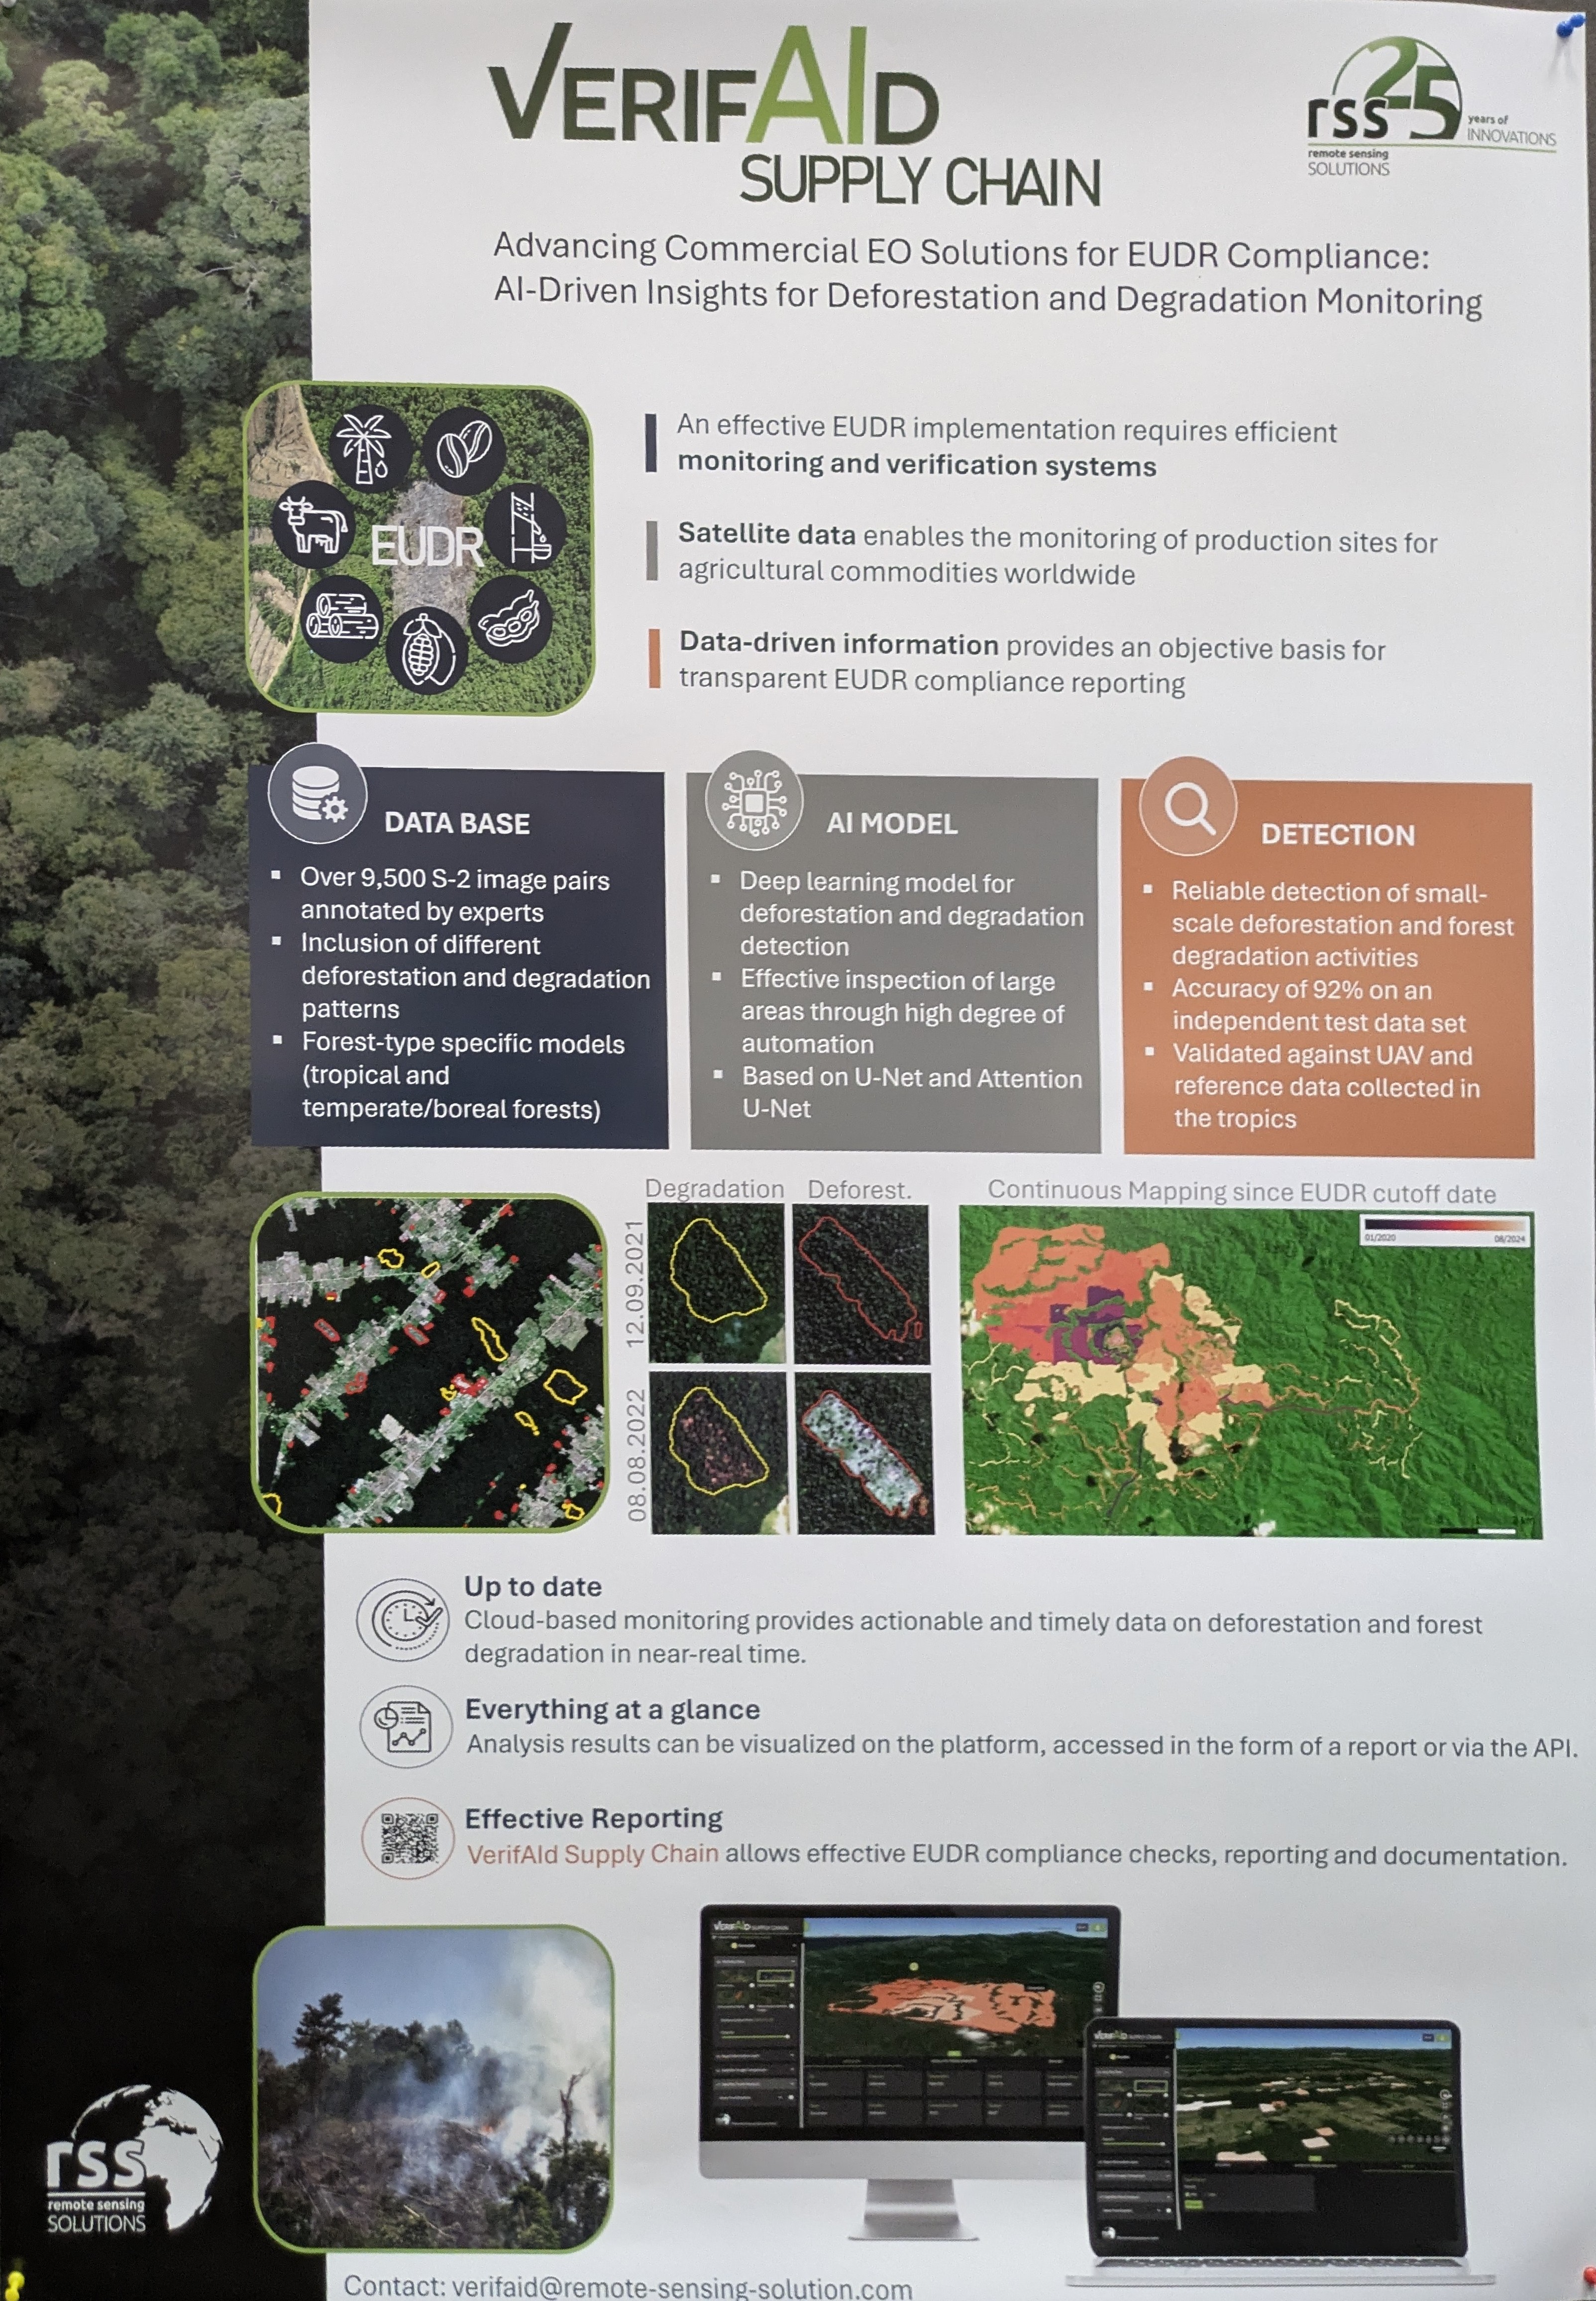 VERIFAID
SUPPLY CHAIN
rss 25
years of
INNOVATIONS
remote sensing
SOLUTIONS
Advancing Commercial EO Solutions for EUDR Compliance:
AI-Driven Insights for Deforestation and Degradation Monitoring
EUDR
An effective EUDR implementation requires efficient
monitoring and verification systems
Satellite data enables the monitoring of production sites for
agricultural commodities worldwide
Data-driven information provides an objective basis for
transparent EUDR compliance reporting
DATA BASE
▪ Over 9,500 S-2 image pairs
annotated by experts
▪ Inclusion of different
deforestation and degradation
patterns
▪ Forest-type specific models
(tropical and
temperate/boreal forests)
AI MODEL
▪ Deep learning model for
deforestation and degradation
detection
▪ Effective inspection of large
areas through high degree of
automation
▪ Based on U-Net and Attention
U-Net
DETECTION
▪ Reliable detection of small-
scale deforestation and forest
degradation activities
▪ Accuracy of 92% on an
independent test data set
▪ Validated against UAV and
reference data collected in
the tropics
Degradation Deforest.
12.09.2021
08.08.2022
Continuous Mapping since EUDR cutoff date
01/2020 08/2024
Up to date
Cloud-based monitoring provides actionable and timely data on deforestation and forest
degradation in near-real time.
Everything at a glance
Analysis results can be visualized on the platform, accessed in the form of a report or via the API.
Effective Reporting
VerifAId Supply Chain allows effective EUDR compliance checks, reporting and documentation.
VERIFAID SUPPLY CHAIN
VERIFAID SUPPLY CHAIN
rss
remote sensing
SOLUTIONS
Contact: verifaid@remote-sensing-solution.com